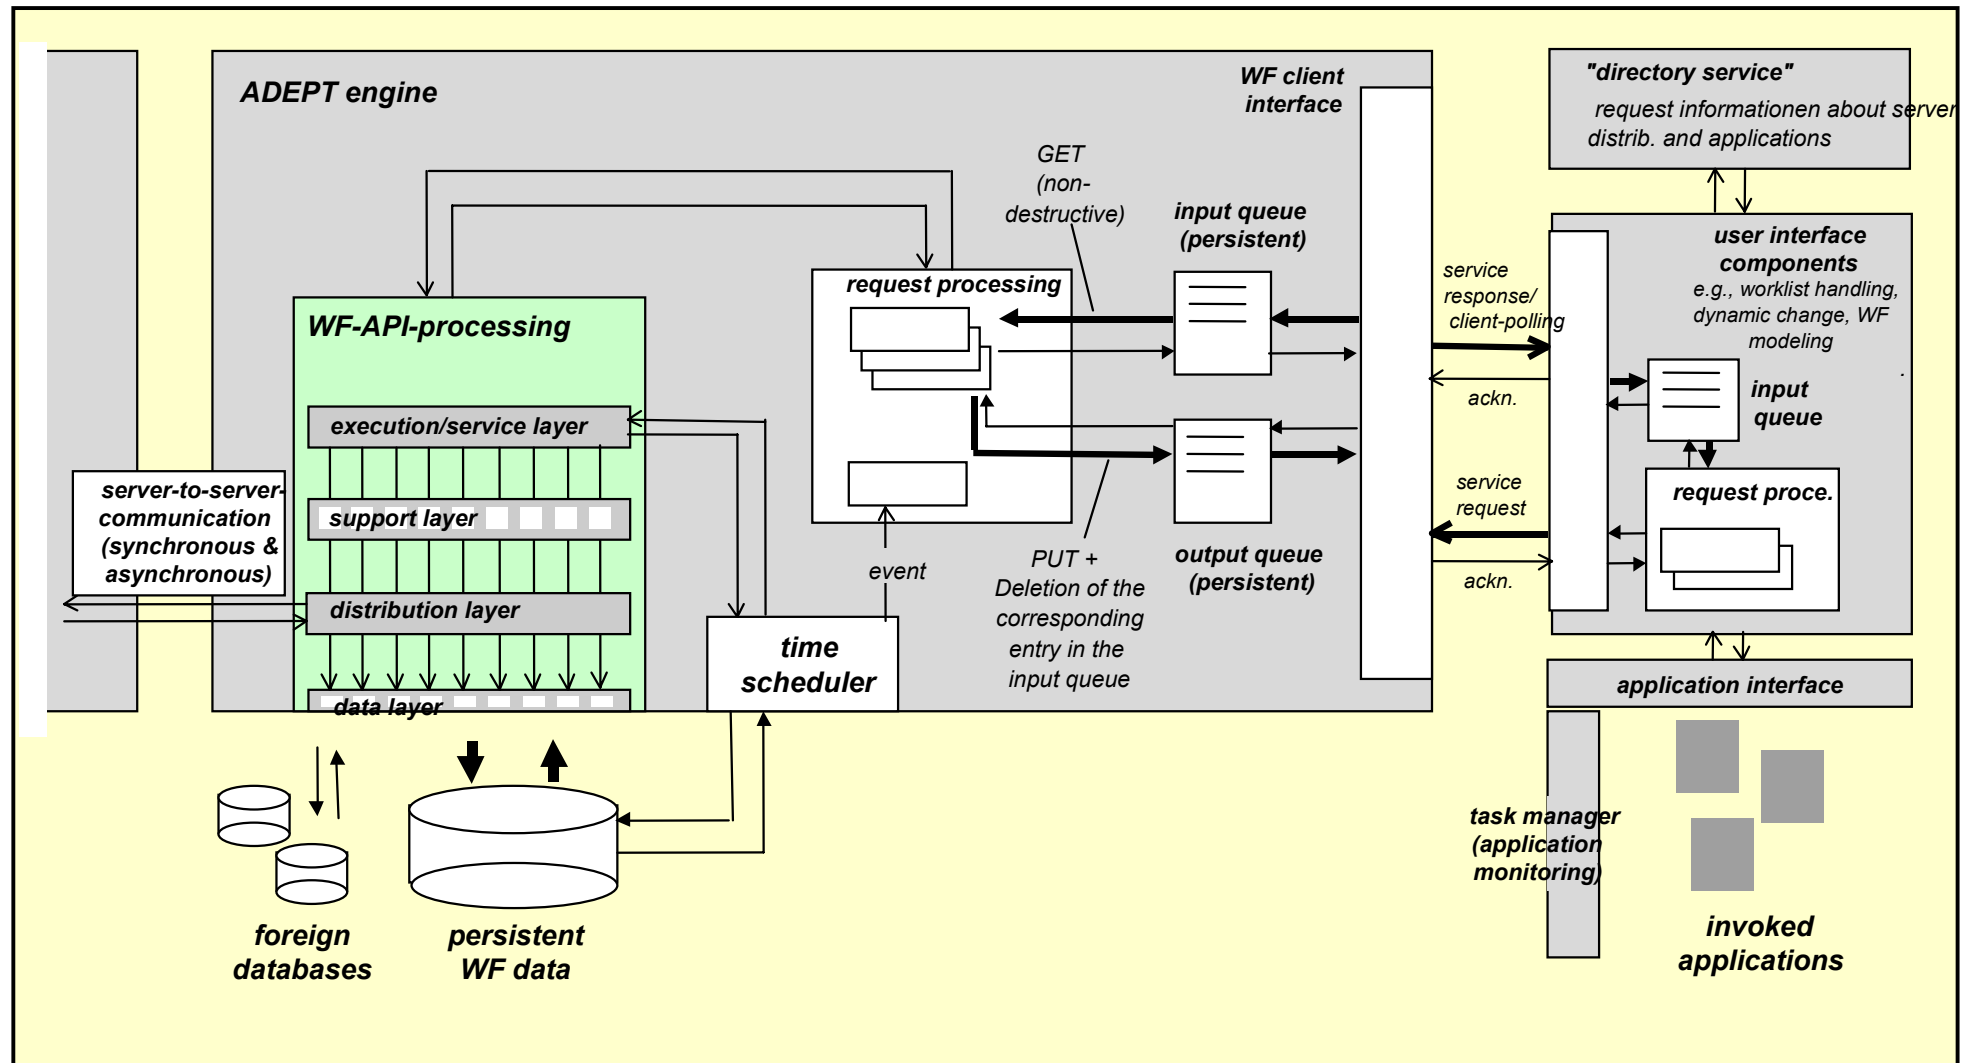 ADEPT engine
WF client
interface
"directory service"
request informationen about server
distrib. and applications
GET
(non-
destructive)
input queue
(persistent)
user interface
components
e.g., worklist handling,
dynamic change, WF
modeling
.
service
response/
client-polling
request processing
WF-API-processing
ackn.
input
queue
execution/service layer
server-to-server-
communication
(synchronous &
asynchronous)
support layer
service
request
request proce.
event
PUT +
Deletion of the
corresponding
entry in the
input queue
output queue
(persistent)
ackn.
distribution layer
time
scheduler
data layer
application interface
task manager
(application
monitoring)
foreign
databases
persistent
WF data
invoked
applications